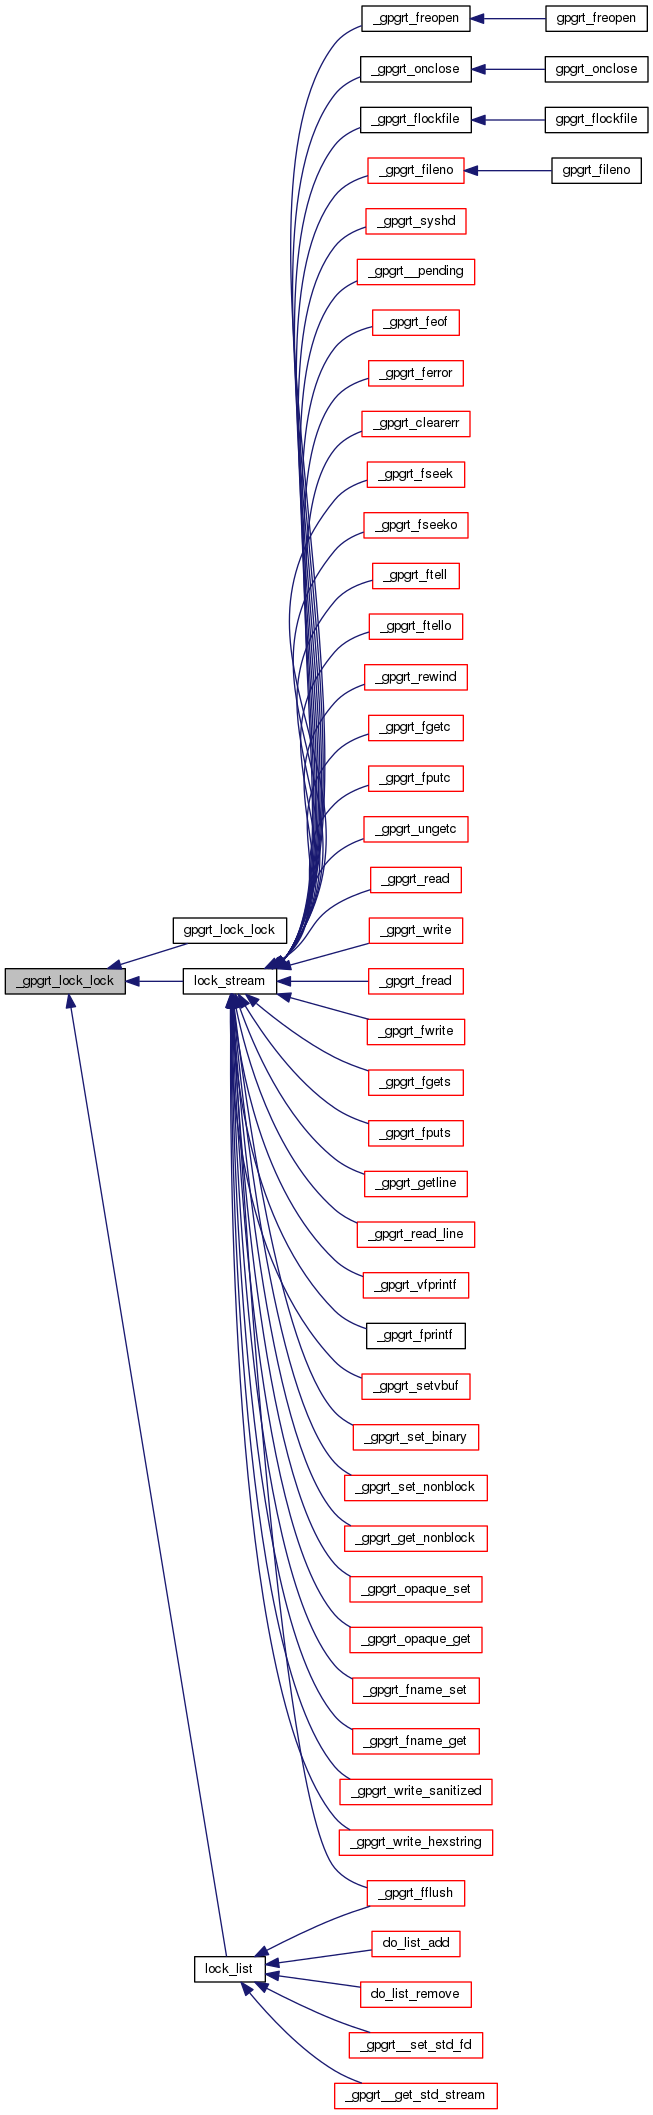 _gpgrt_freopen
gpgrt_freopen
_gpgrt_onclose
gpgrt_onclose
_gpgrt_flockfile
gpgrt_flockfile
_gpgrt_fileno
gpgrt_fileno
_gpgrt_syshd
_gpgrt__pending
_gpgrt_feof
_gpgrt_ferror
_gpgrt_clearerr
_gpgrt_fseek
_gpgrt_fseeko
_gpgrt_ftell
_gpgrt_ftello
_gpgrt_rewind
_gpgrt_fgetc
_gpgrt_fputc
_gpgrt_ungetc
_gpgrt_read
gpgrt_lock_lock
_gpgrt_write
_gpgrt_lock_lock
lock_stream
_gpgrt_fread
_gpgrt_fwrite
_gpgrt_fgets
_gpgrt_fputs
_gpgrt_getline
_gpgrt_read_line
_gpgrt_vfprintf
_gpgrt_fprintf
_gpgrt_setvbuf
_gpgrt_set_binary
_gpgrt_set_nonblock
_gpgrt_get_nonblock
_gpgrt_opaque_set
_gpgrt_opaque_get
_gpgrt_fname_set
_gpgrt_fname_get
_gpgrt_write_sanitized
_gpgrt_write_hexstring
_gpgrt_fflush
do_list_add
lock_list
do_list_remove
_gpgrt__set_std_fd
_gpgrt__get_std_stream